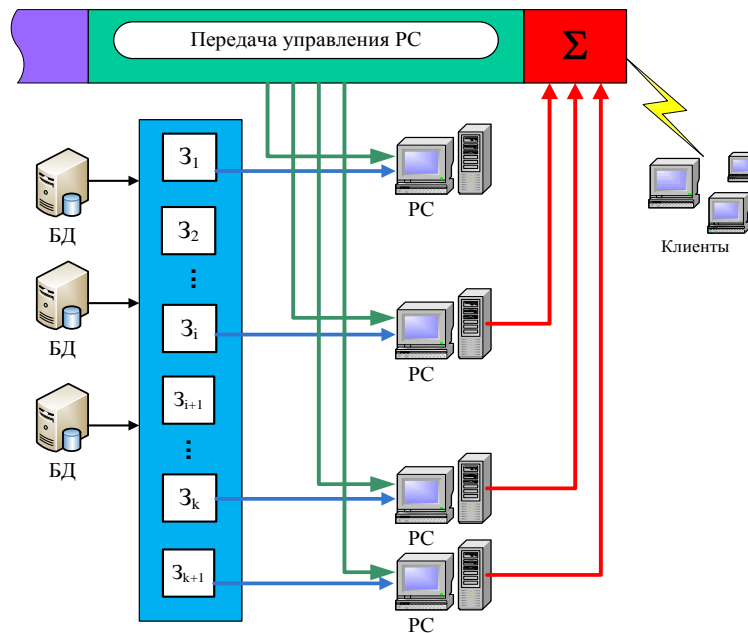 Передача управления РС
Σ
З1
РС
БД
З2
Клиенты
...
БД
Зi
РС
Зi+1
БД
...
Зk
РС
Зk+1
РС